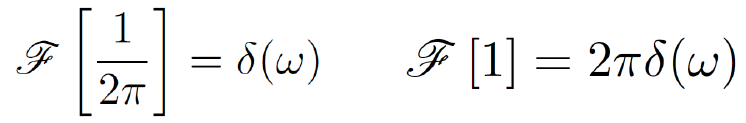 ℱ [1/2π] = δ(ω)   ℱ [1] = 2πδ(ω)